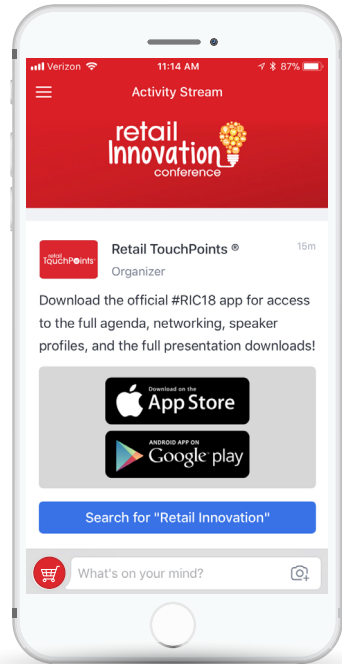 Verizon 11:14 AM 87%
Activity Stream
retail
Innovation
conference
retail
TouchPoints
Retail TouchPoints ® 15m
Organizer
Download the official #RIC18 app for access
to the full agenda, networking, speaker
profiles, and the full presentation downloads!
Download on the
App Store
ANDROID APP ON
Google play
Search for "Retail Innovation"
What's on your mind?